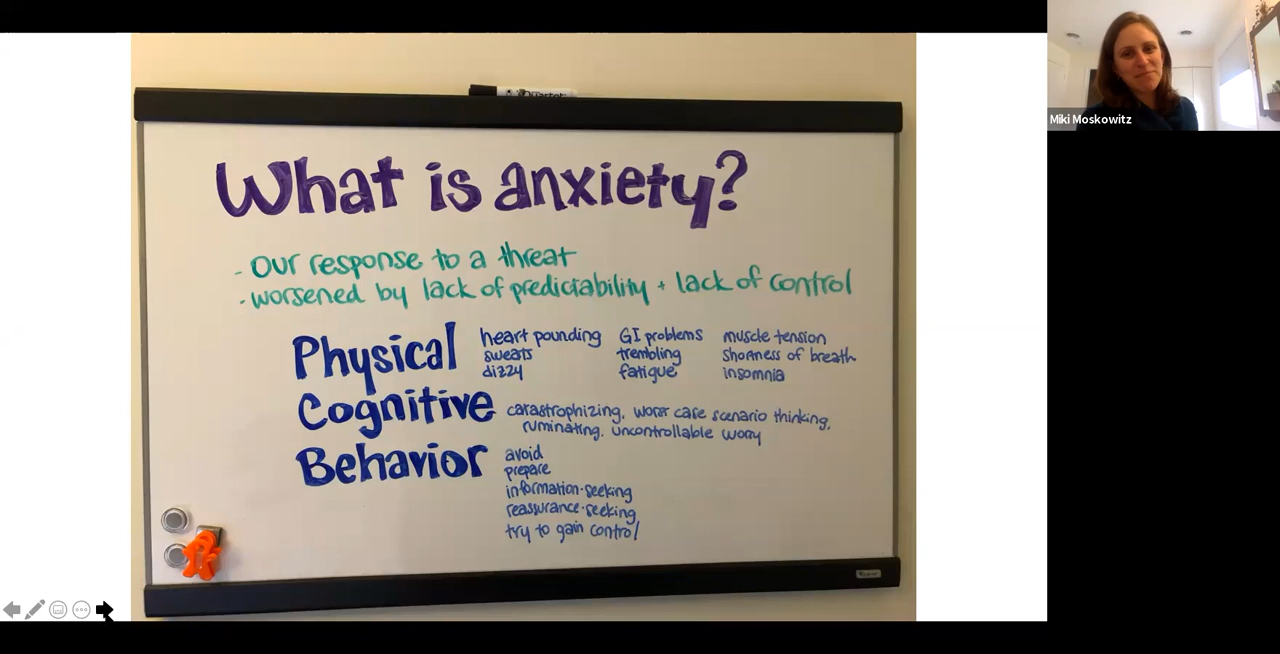 Quartet
What is anxiety?
- our response to a threat
- worsened by lack of predictability + lack of control
Physical
heart pounding GI problems muscle tension
sweats trembling shortness of breath
dizzy fatigue insomnia
Cognitive
catastrophizing, worst case scenario thinking,
ruminating, uncontrollable worry
Behavior
avoid
prepare
information-seeking
reassurance-seeking
try to gain control
Miki Moskowitz